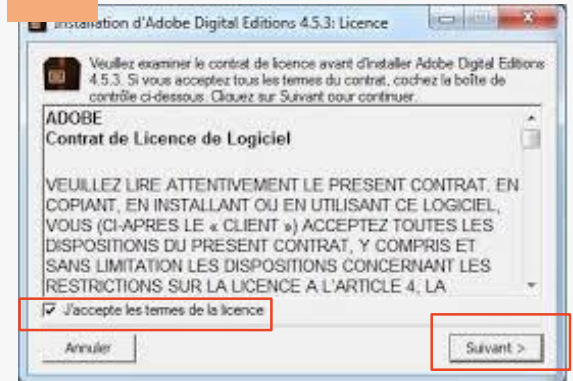 Installation d'Adobe Digital Editions 4.5.3: Licence
Veuillez examiner le contrat de licence avant d'installer Adobe Digital Editions
4.5.3. Si vous acceptez tous les termes du contrat, cochez la boîte de
contrôle ci-dessous. Cliquez sur Suivant pour continuer.
ADOBE
Contrat de Licence de Logiciel
VEUILLEZ LIRE ATTENTIVEMENT LE PRESENT CONTRAT. EN
COPIANT, EN INSTALLANT OU EN UTILISANT CE LOGICIEL,
VOUS (CI-APRES LE « CLIENT ») ACCEPTEZ TOUTES LES
DISPOSITIONS DU PRESENT CONTRAT, Y COMPRIS ET
SANS LIMITATION LES DISPOSITIONS CONCERNANT LES
RESTRICTIONS SUR LA LICENCE A L'ARTICLE 4, LA
J'accepte les termes de la licence
Annuler
Suivant >